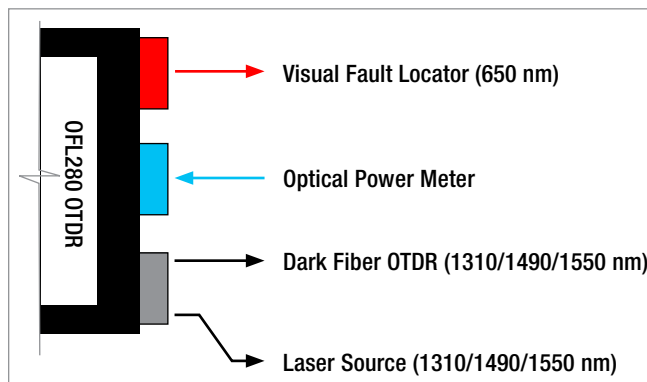 OFL280 OTDR
Visual Fault Locator (650 nm)
Optical Power Meter
Dark Fiber OTDR (1310/1490/1550 nm)
Laser Source (1310/1490/1550 nm)